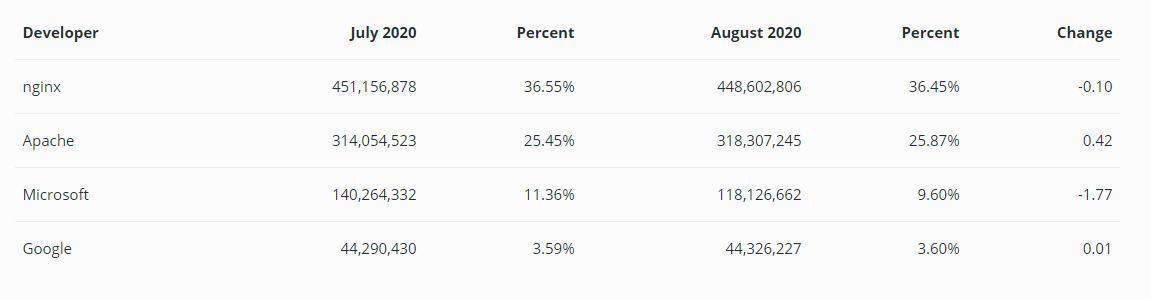 Developer July 2020 Percent August 2020 Percent Change
nginx 451,156,878 36.55% 448,602,806 36.45% -0.10
Apache 314,054,523 25.45% 318,307,245 25.87% 0.42
Microsoft 140,264,332 11.36% 118,126,662 9.60% -1.77
Google 44,290,430 3.59% 44,326,227 3.60% 0.01